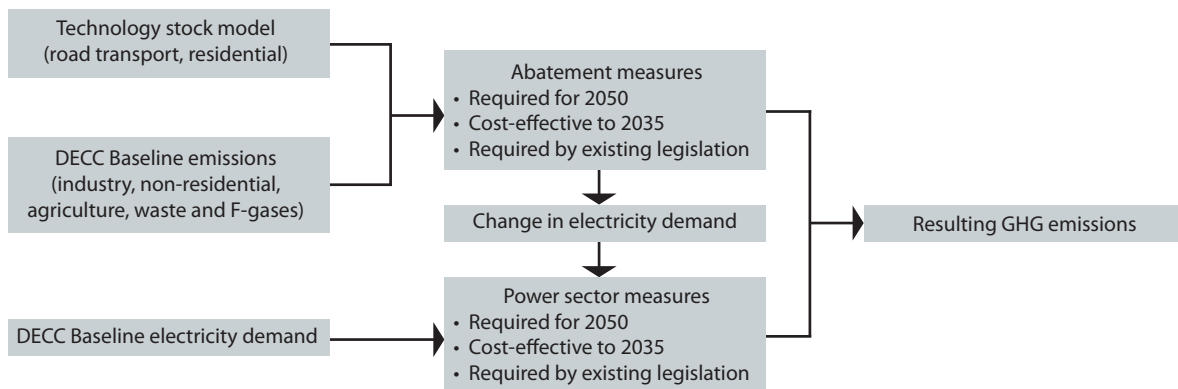 Technology stock model
(road transport, residential)
DECC Baseline emissions
(industry, non-residential,
agriculture, waste and F-gases)
DECC Baseline electricity demand
Abatement measures
• Required for 2050
• Cost-effective to 2035
• Required by existing legislation
Change in electricity demand
Power sector measures
• Required for 2050
• Cost-effective to 2035
• Required by existing legislation
Resulting GHG emissions